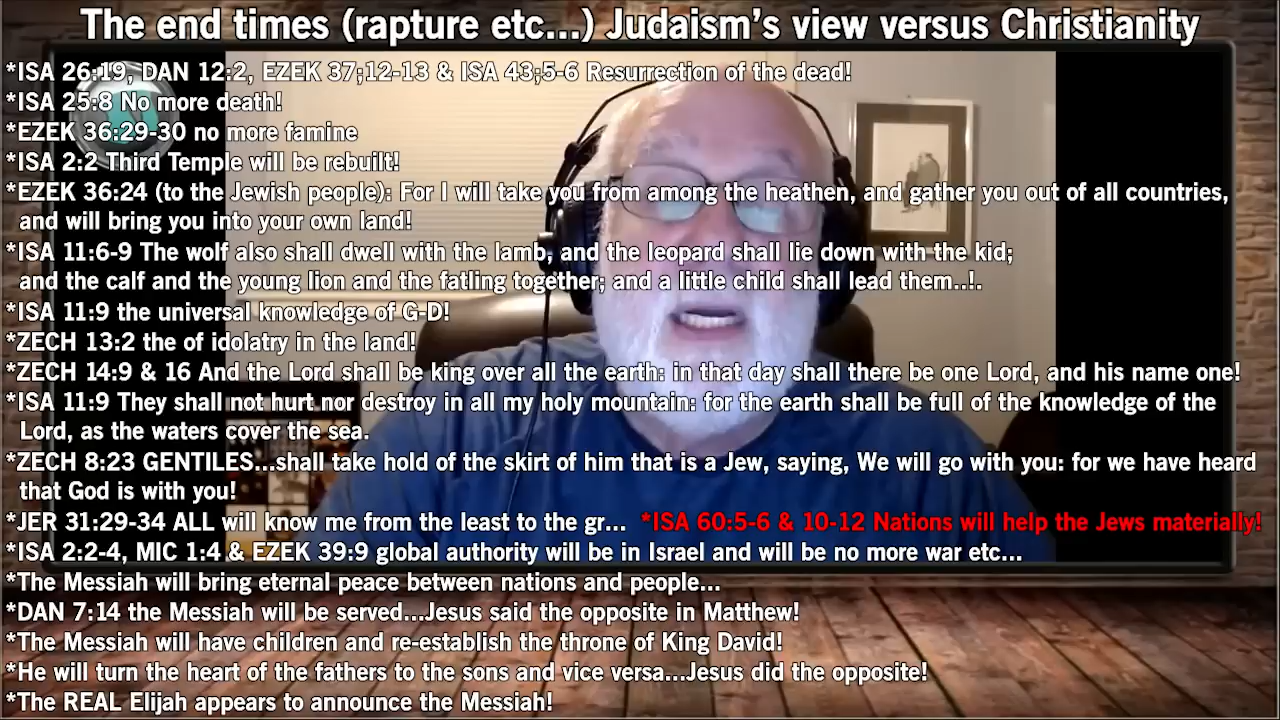 The end times (rapture etc...) Judaism's view versus Christianity
*ISA 26:19, DAN 12:2, EZEK 37;12-13 & ISA 43;5-6 Resurrection of the dead!
*ISA 25:8 No more death!
*EZEK 36:29-30 no more famine
*ISA 2:2 Third Temple will be rebuilt!
*EZEK 36:24 (to the Jewish people): For I will take you from among the heathen, and gather you out of all countries,
and will bring you into your own land!
*ISA 11:6-9 The wolf also shall dwell with the lamb, and the leopard shall lie down with the kid;
and the calf and the young lion and the fatling together; and a little child shall lead them..!.
*ISA 11:9 the universal knowledge of G-D!
*ZECH 13:2 the of idolatry in the land!
*ZECH 14:9 & 16 And the Lord shall be king over all the earth: in that day shall there be one Lord, and his name one!
*ISA 11:9 They shall not hurt nor destroy in all my holy mountain: for the earth shall be full of the knowledge of the
Lord, as the waters cover the sea.
*ZECH 8:23 GENTILES...shall take hold of the skirt of him that is a Jew, saying, We will go with you: for we have heard
that God is with you!
*JER 31:29-34 ALL will know me from the least to the gr... *ISA 60:5-6 & 10-12 Nations will help the Jews materially!
*ISA 2:2-4, MIC 1:4 & EZEK 39:9 global authority will be in Israel and will be no more war etc...
*The Messiah will bring eternal peace between nations and people...
*DAN 7:14 the Messiah will be served...Jesus said the opposite in Matthew!
*The Messiah will have children and re-establish the throne of King David!
*He will turn the heart of the fathers to the sons and vice versa...Jesus did the opposite!
*The REAL Elijah appears to announce the Messiah!